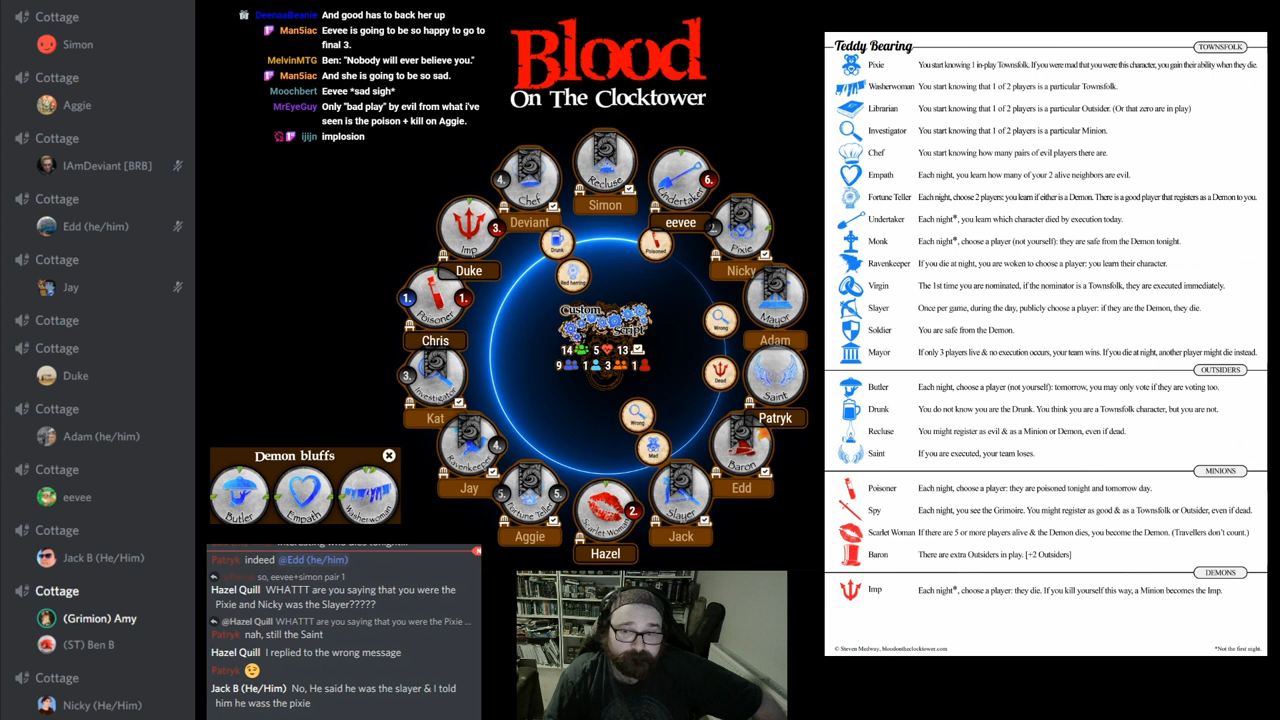 Cottage
Simon
Cottage
Aggie
Cottage
IAmDeviant [BRB]
Cottage
Edd (he/him)
Cottage
Jay
Cottage
Cottage
Duke
Cottage
Adam (he/him)
Cottage
eevee
Cottage
Jack B (He/Him)
Cottage
(Grimion) Amy
(ST) Ben B
Cottage
Nicky (He/Him)
DeenaaBeanie And good has to back her up
Man5iac Eevee is going to be so happy to go to
final 3.
MelvinMTG Ben: "Nobody will ever believe you."
Man5iac And she is going to be so sad.
Moochbert Eevee *sad sigh*
MrEyeGuy Only "bad play" by evil from what i've
seen is the poison + kill on Aggie.
ijijn implosion
Blood
On The Clocktower
Recluse
Simon
Undertaker
6.
eevee
Pixie
2.
Nicky
Mayor
Adam
Saint
Patryk
Baron
Edd
Slayer
Jack
Scarlet Woman
2.
Hazel
Fortune Teller
5.
5.
Aggie
Ravenkeeper
4.
Jay
Investigator
3.
Kat
Poisoner
1.
1.
Chris
Imp
3.
Duke
Chef
4.
Deviant
Drunk
Red herring
Poisoned
Wrong
Dead
Wrong
Mad
Custom
Script
14 5 13
9 1 3 1
Demon bluffs
Butler
Empath
Washerwoman
Patryk indeed @Edd (he/him)
so, eevee+simon pair 1
Hazel Quill WHATTT are you saying that you were the
Pixie and Nicky was the Slayer?????
@Hazel Quill WHATTT are you saying that you were the Pixie ...
Patryk nah, still the Saint
Hazel Quill I replied to the wrong message
Patryk
Jack B (He/Him) No, He said he was the slayer & I told
him he wass the pixie
Teddy Bearing
TOWNSFOLK
Pixie You start knowing 1 in-play Townsfolk. If you were mad that you were this character, you gain their ability when they die.
Washerwoman You start knowing that 1 of 2 players is a particular Townsfolk.
Librarian You start knowing that 1 of 2 players is a particular Outsider. (Or that zero are in play)
Investigator You start knowing that 1 of 2 players is a particular Minion.
Chef You start knowing how many pairs of evil players there are.
Empath Each night, you learn how many of your 2 alive neighbors are evil.
Fortune Teller Each night, choose 2 players: you learn if either is a Demon. There is a good player that registers as a Demon to you.
Undertaker Each night*, you learn which character died by execution today.
Monk Each night*, choose a player (not yourself): they are safe from the Demon tonight.
Ravenkeeper If you die at night, you are woken to choose a player: you learn their character.
Virgin The 1st time you are nominated, if the nominator is a Townsfolk, they are executed immediately.
Slayer Once per game, during the day, publicly choose a player: if they are the Demon, they die.
Soldier You are safe from the Demon.
Mayor If only 3 players live & no execution occurs, your team wins. If you die at night, another player might die instead.
OUTSIDERS
Butler Each night, choose a player (not yourself): tomorrow, you may only vote if they are voting too.
Drunk You do not know you are the Drunk. You think you are a Townsfolk character, but you are not.
Recluse You might register as evil & as a Minion or Demon, even if dead.
Saint If you are executed, your team loses.
MINIONS
Poisoner Each night, choose a player: they are poisoned tonight and tomorrow day.
Spy Each night, you see the Grimoire. You might register as good & as a Townsfolk or Outsider, even if dead.
Scarlet Woman If there are 5 or more players alive & the Demon dies, you become the Demon. (Travellers don't count.)
Baron There are extra Outsiders in play. [+2 Outsiders]
DEMONS
Imp Each night*, choose a player: they die. If you kill yourself this way, a Minion becomes the Imp.
© Steven Medway, bloodontheclocktower.com
*Not the first night.